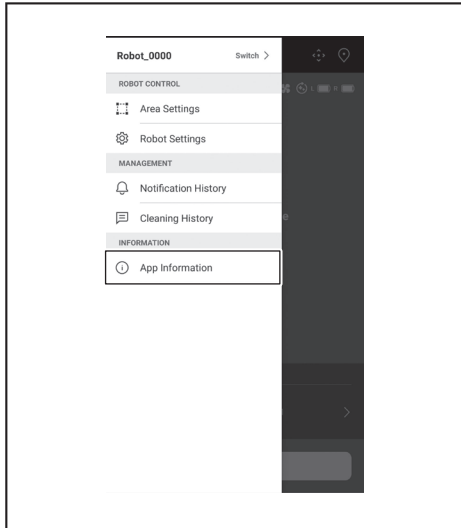 Robot_0000 Switch
ROBOT CONTROL
Area Settings
Robot Settings
MANAGEMENT
Notification History
Cleaning History
INFORMATION
App Information
L R
e